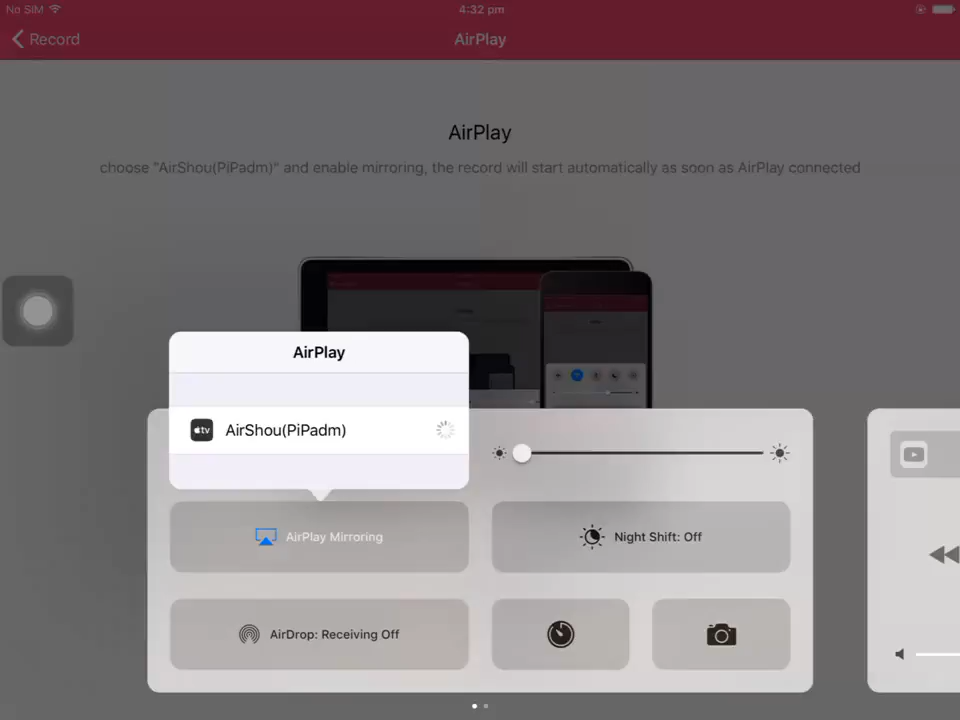 No SIM
4:32 pm
Record
AirPlay
AirPlay
choose "AirShou(PiPadm)" and enable mirroring, the record will start automatically as soon as AirPlay connected
AirPlay
tv
AirShou(PiPadm)
AirPlay Mirroring
Night Shift: Off
AirDrop: Receiving Off